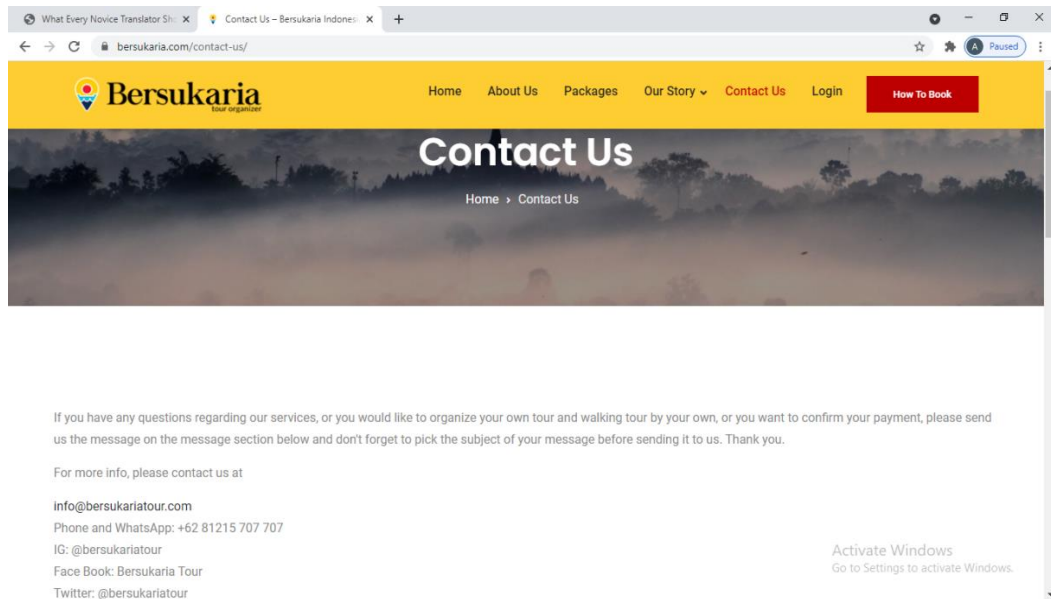 What Every Novice Translator Sho
Contact Us – Bersukaria Indones
bersukaria.com/contact-us/
A Paused
Bersukaria
tour organizer
Home About Us Packages Our Story Contact Us Login How To Book
Contact Us
Home › Contact Us
If you have any questions regarding our services, or you would like to organize your own tour and walking tour by your own, or you want to confirm your payment, please send
us the message on the message section below and don't forget to pick the subject of your message before sending it to us. Thank you.
For more info, please contact us at
info@bersukariatour.com
Phone and WhatsApp: +62 81215 707 707
IG: @bersukariatour
Face Book: Bersukaria Tour
Twitter: @bersukariatour
Activate Windows
Go to Settings to activate Windows.